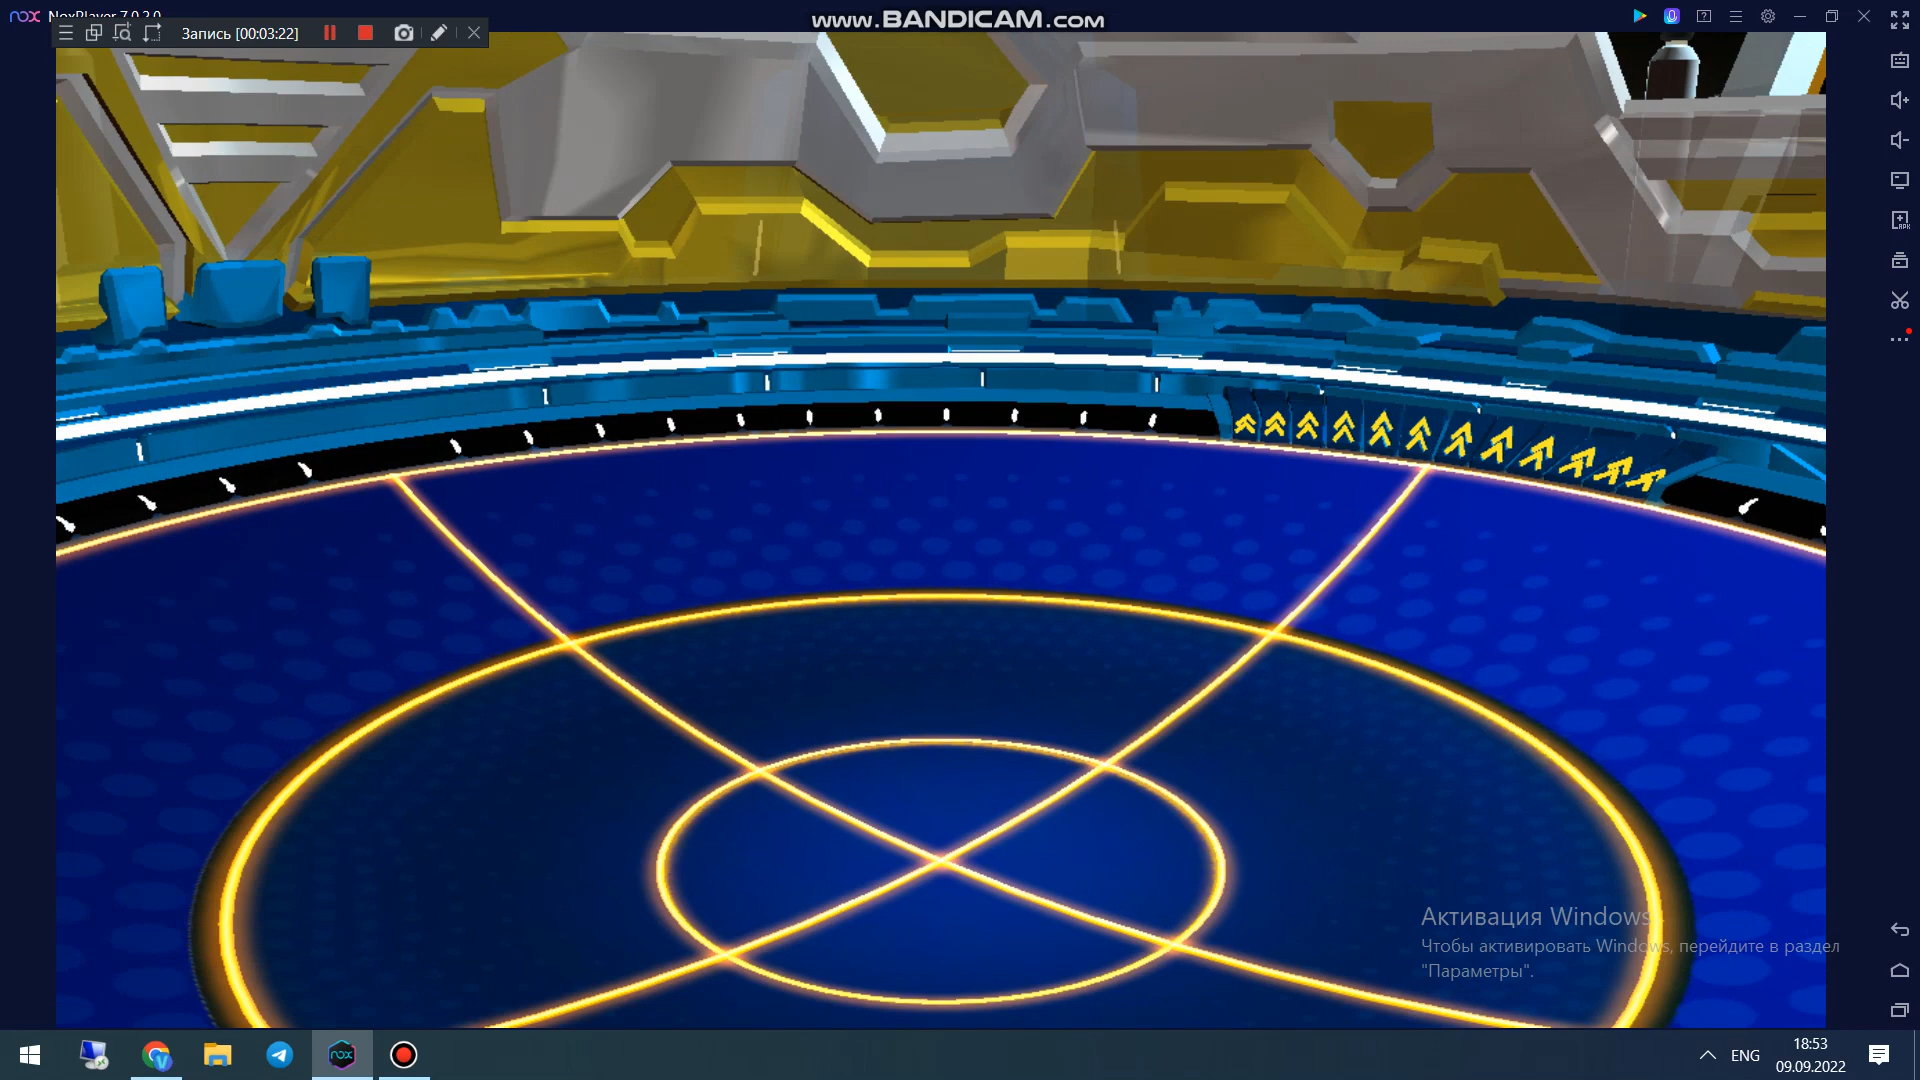 nox NoxPlayer 7.0.2.0
www.BANDICAM.com
Запись [00:03:22]
Активация Windows
Чтобы активировать Windows, перейдите в раздел
"Параметры".
18:53
ENG
09.09.2022